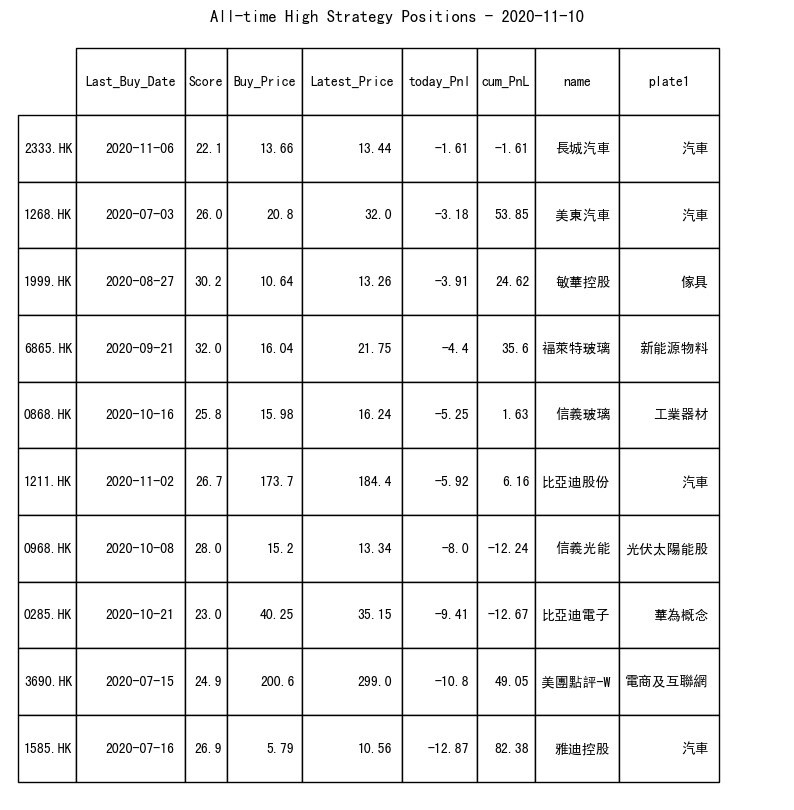 All-time High Strategy Positions - 2020-11-10
Last_Buy_Date Score Buy_Price Latest_Price today_Pnl cum_PnL name plate1
2333.HK 2020-11-06 22.1 13.66 13.44 -1.61 -1.61 長城汽車 汽車
1268.HK 2020-07-03 26.0 20.8 32.0 -3.18 53.85 美東汽車 汽車
1999.HK 2020-08-27 30.2 10.64 13.26 -3.91 24.62 敏華控股 傢具
6865.HK 2020-09-21 32.0 16.04 21.75 -4.4 35.6 福萊特玻璃 新能源物料
0868.HK 2020-10-16 25.8 15.98 16.24 -5.25 1.63 信義玻璃 工業器材
1211.HK 2020-11-02 26.7 173.7 184.4 -5.92 6.16 比亞迪股份 汽車
0968.HK 2020-10-08 28.0 15.2 13.34 -8.0 -12.24 信義光能 光伏太陽能股
0285.HK 2020-10-21 23.0 40.25 35.15 -9.41 -12.67 比亞迪電子 華為概念
3690.HK 2020-07-15 24.9 200.6 299.0 -10.8 49.05 美團點評-W 電商及互聯網
1585.HK 2020-07-16 26.9 5.79 10.56 -12.87 82.38 雅迪控股 汽車